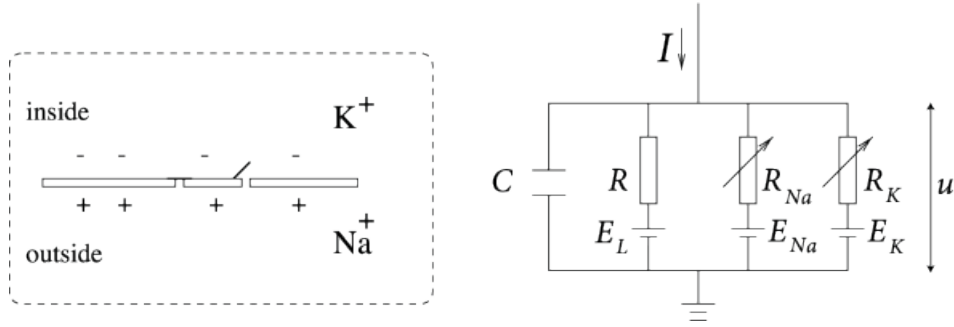 inside
K+
- - - -
+ + + +
Na+
outside
I
C
R
R_Na
R_K
u
E_L
E_Na
E_K